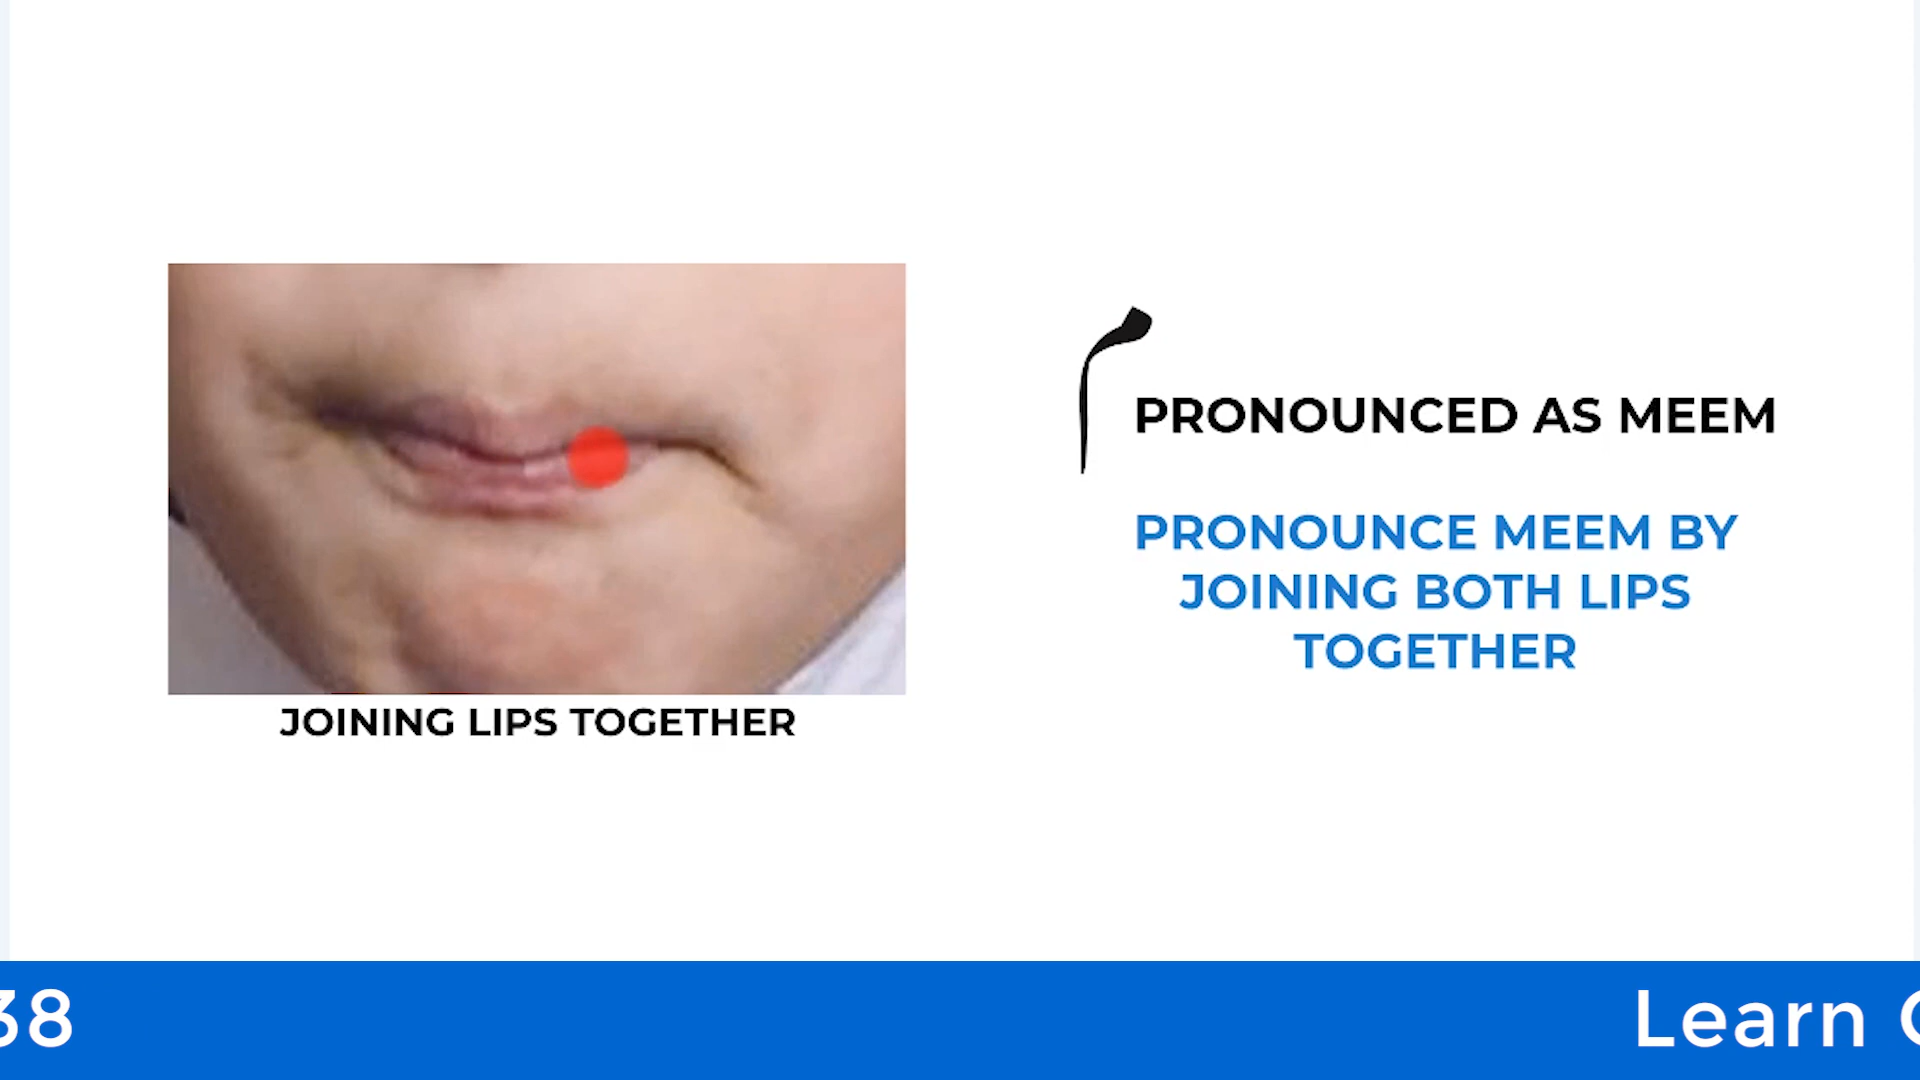 م
PRONOUNCED AS MEEM
PRONOUNCE MEEM BY
JOINING BOTH LIPS
TOGETHER
JOINING LIPS TOGETHER
38
Learn